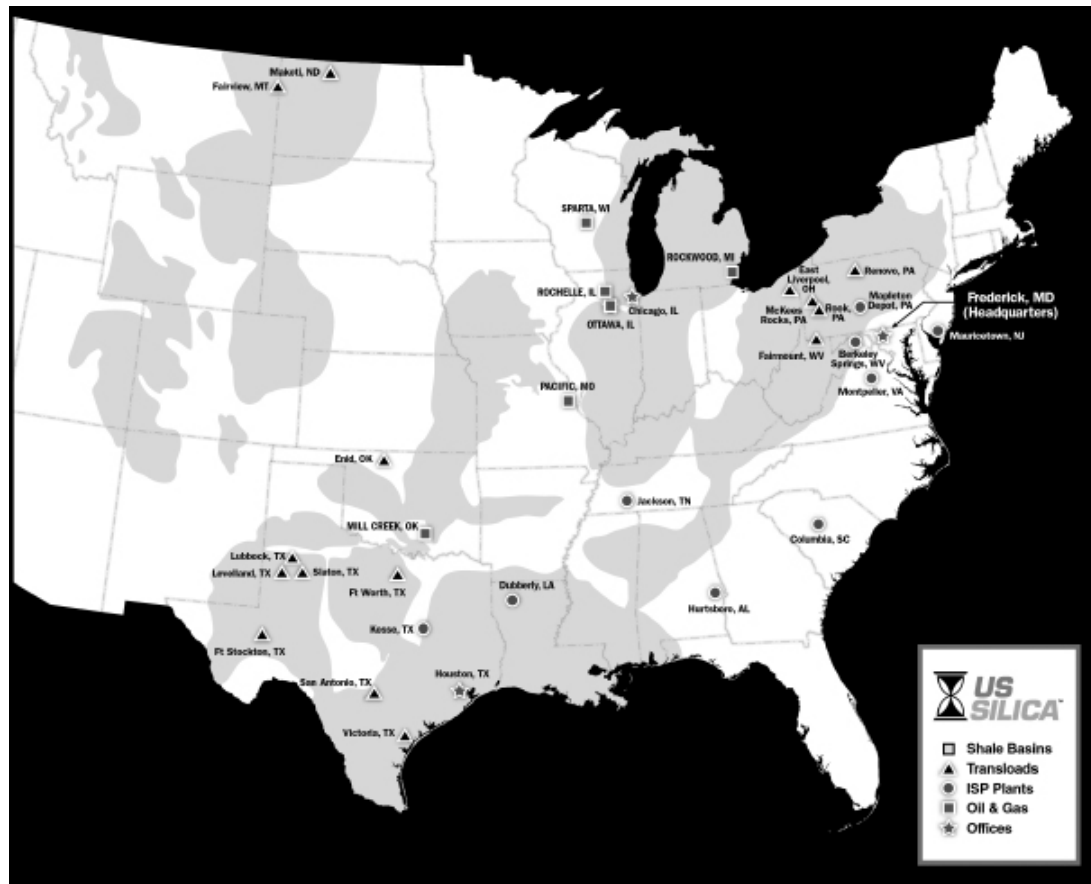 Makoti, ND
Fairview, MT
SPARTA, WI
ROCKWOOD, MI
East
Liverpool,
OH
Renovo, PA
ROCHELLE, IL
Chicago, IL
OTTAWA, IL
McKees
Rocks, PA
Rook,
PA
Mapleton
Depot, PA
Frederick, MD
(Headquarters)
Mauricetown, NJ
Fairmount, WV
Berkeley
Springs, WV
Montpelier, VA
PACIFIC, MO
Enid, OK
Jackson, TN
MILL CREEK, OK
Columbia, SC
Lubbock, TX
Levelland, TX
Slaton, TX
Ft Worth, TX
Dubberly, LA
Hurtsboro, AL
Kosse, TX
Ft Stockton, TX
San Antonio, TX
Houston, TX
Victoria, TX
US
SILICA™
Shale Basins
Transloads
ISP Plants
Oil & Gas
Offices